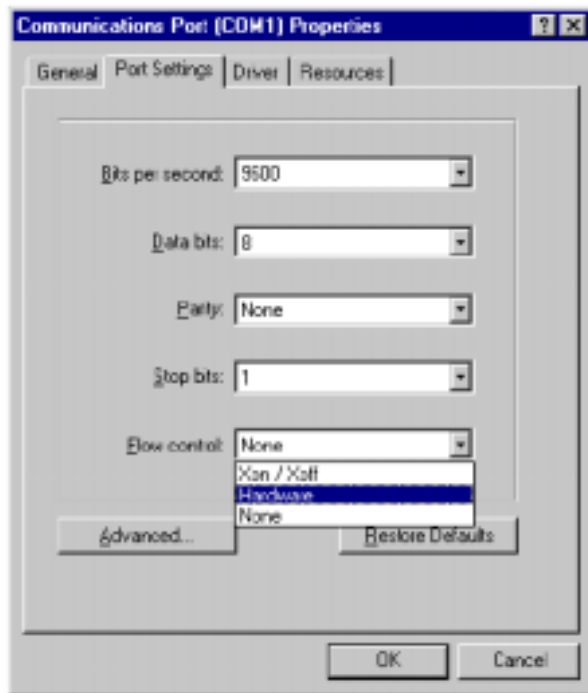 Communications Port (COM1) Properties
General Port Settings Driver Resources
Bits per second: 9600
Data bits: 8
Parity: None
Stop bits: 1
Flow control: None
Xon / Xoff
Hardware
None
Advanced... Restore Defaults
OK Cancel